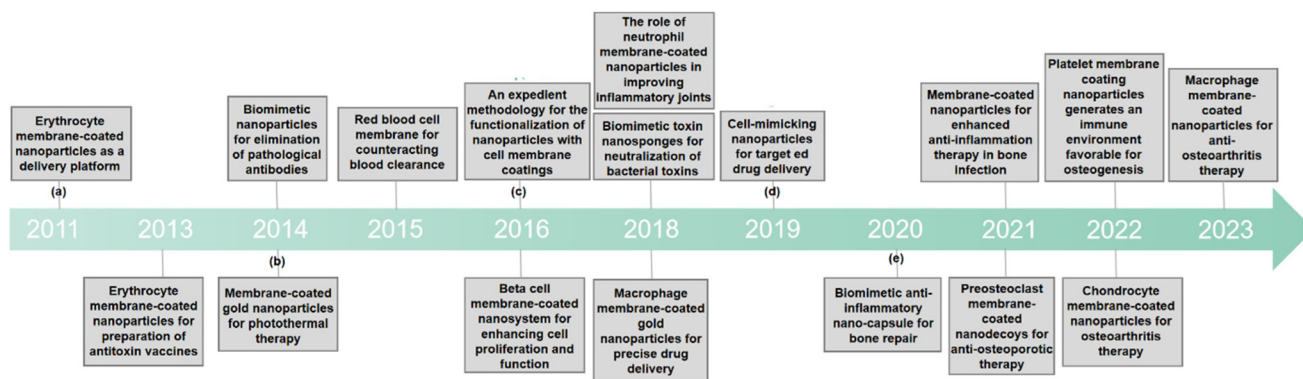 Erythrocyte
membrane-coated
nanoparticles as a
delivery platform
(a)
Biomimetic
nanoparticles
for elimination
of pathological
antibodies
Red blood cell
membrane for
counteracting
blood clearance
An expedient
methodology for the
functionalization of
nanoparticles with
cell membrane
coatings
(c)
The role of
neutrophil
membrane-coated
nanoparticles in
improving
inflammatory joints
Biomimetic toxin
nanosponges for
neutralization of
bacterial toxins
Cell-mimicking
nanoparticles
for target ed
drug delivery
(d)
Membrane-coated
nanoparticles for
enhanced
anti-inflammation
therapy in bone
infection
Platelet membrane
coating
nanoparticles
generates an
immune
environment
favorable for
osteogenesis
Macrophage
membrane-
coated
nanoparticles for
anti-
osteoarthritis
therapy
2011 2013 2014 2015 2016 2018 2019 2020 2021 2022 2023
Erythrocyte
membrane-coated
nanoparticles for
preparation of
antitoxin vaccines
(b)
Membrane-coated
gold nanoparticles
for photothermal
therapy
Beta cell
membrane-coated
nanosystem for
enhancing cell
proliferation and
function
Macrophage
membrane-coated
gold
nanoparticles for
precise drug
delivery
(e)
Biomimetic anti-
inflammatory
nano-capsule for
bone repair
Preosteoclast
membrane-
coated
nanodecoys for
anti-osteoporotic
therapy
Chondrocyte
membrane-coated
nanoparticles for
osteoarthritis
therapy